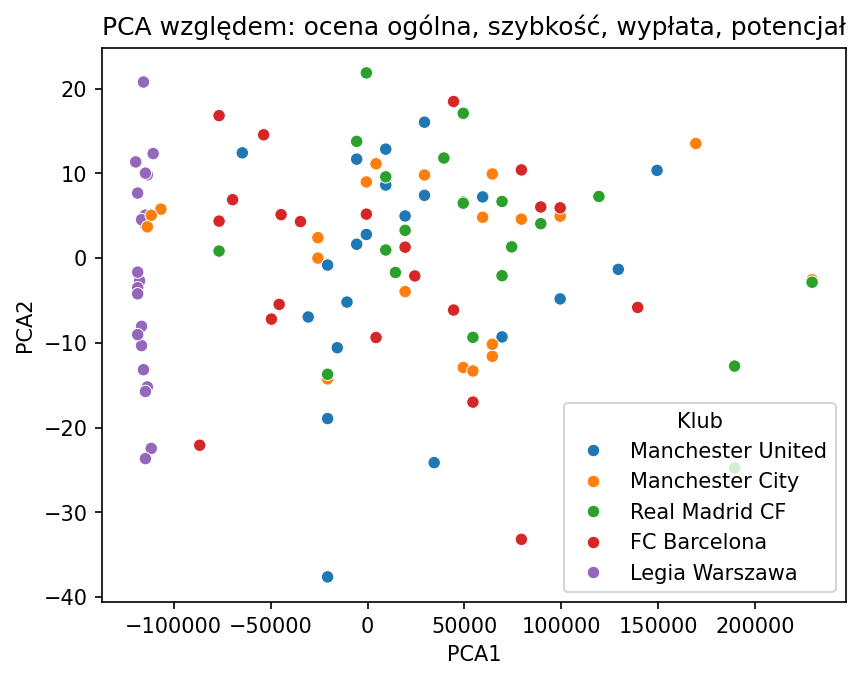 PCA względem: ocena ogólna, szybkość, wypłata, potencjał
20
10
0
−10
−20
−30
−40
PCA2
Klub
Manchester United
Manchester City
Real Madrid CF
FC Barcelona
Legia Warszawa
−100000 −50000 0 50000 100000 150000 200000
PCA1